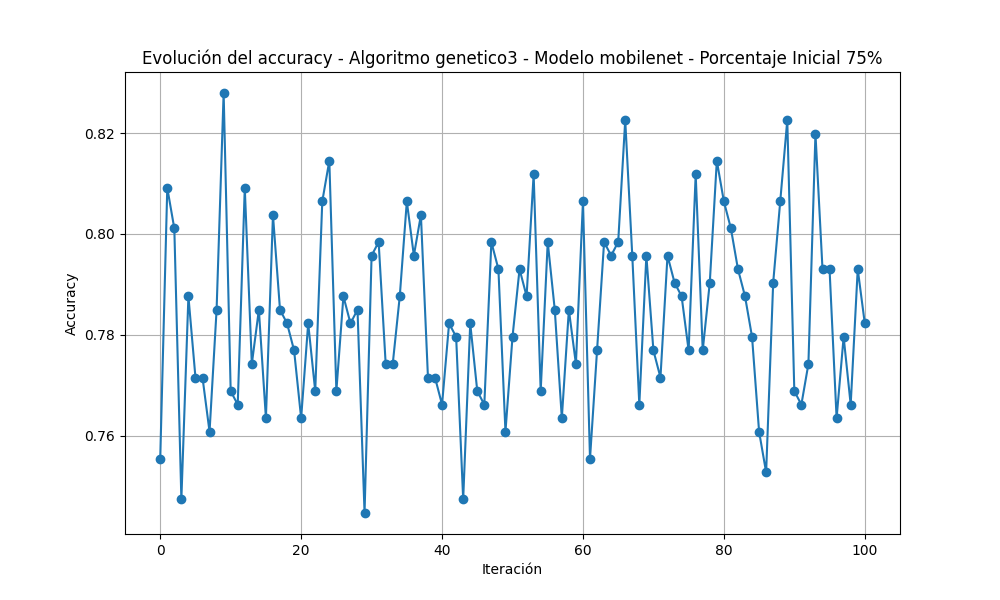 Evolución del accuracy - Algoritmo genetico3 - Modelo mobilenet - Porcentaje Inicial 75%
0.82
0.80
0.78
0.76
Accuracy
0 20 40 60 80 100
Iteración